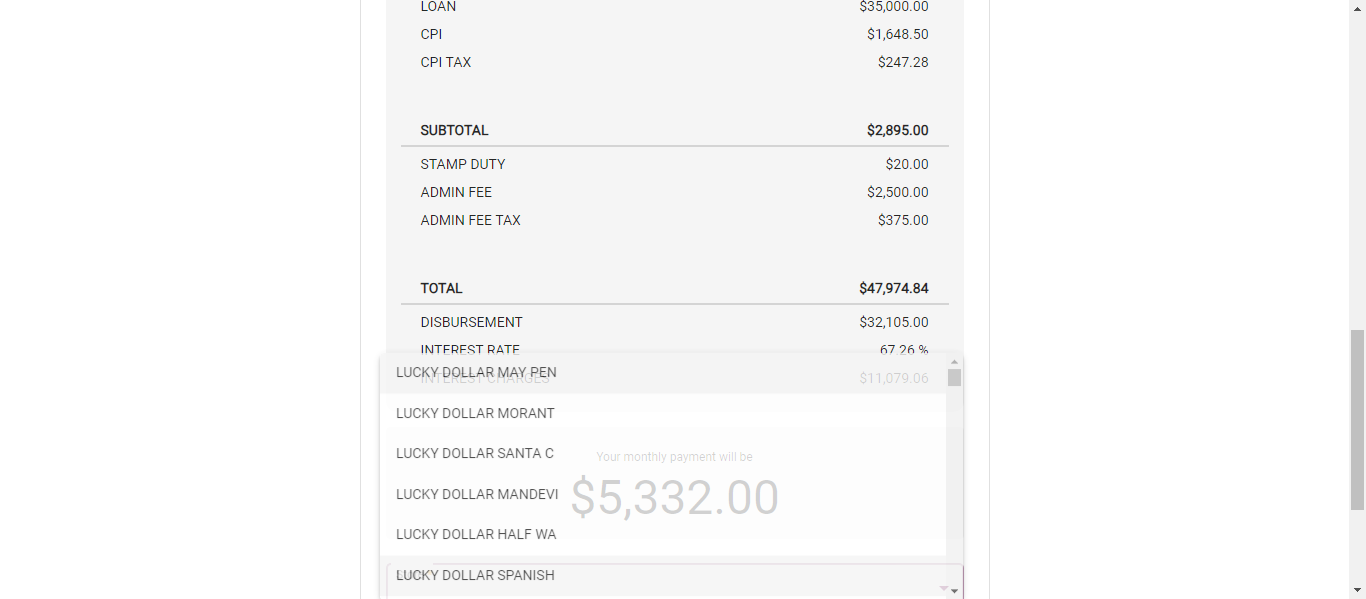 LOAN $35,000.00
CPI $1,648.50
CPI TAX $247.28
SUBTOTAL $2,895.00
STAMP DUTY $20.00
ADMIN FEE $2,500.00
ADMIN FEE TAX $375.00
TOTAL $47,974.84
DISBURSEMENT $32,105.00
INTEREST RATE 67.26 %
LUCKY DOLLAR MAY PEN
INTEREST CHARGES $11,079.06
LUCKY DOLLAR MORANT
LUCKY DOLLAR SANTA C
Your monthly payment will be
LUCKY DOLLAR MANDEVI
$5,332.00
LUCKY DOLLAR HALF WA
LUCKY DOLLAR SPANISH